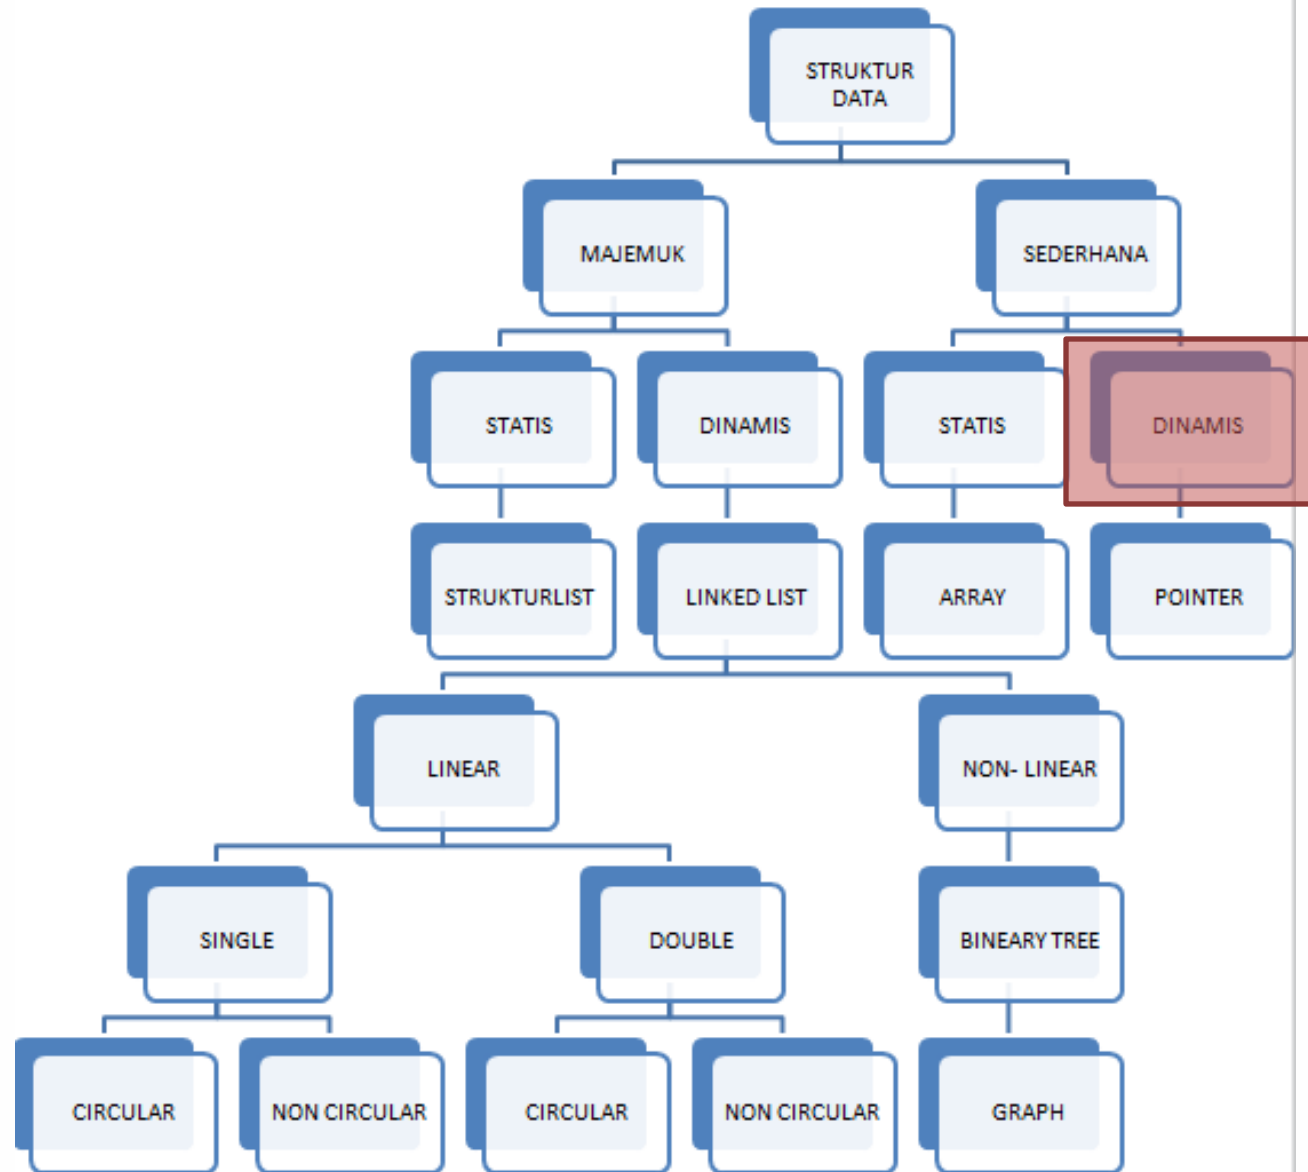 STRUKTUR
DATA
MAJEMUK
SEDERHANA
STATIS
DINAMIS
STATIS
DINAMIS
STRUKTURLIST
LINKED LIST
ARRAY
POINTER
LINEAR
NON- LINEAR
SINGLE
DOUBLE
BINEARY TREE
CIRCULAR
NON CIRCULAR
CIRCULAR
NON CIRCULAR
GRAPH